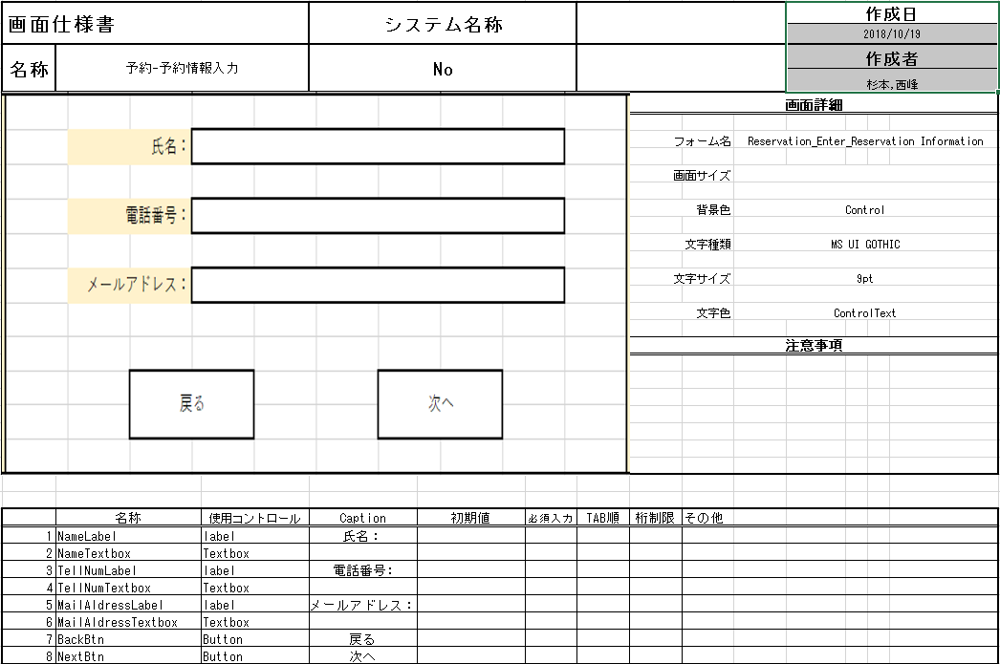 画面仕様書 システム名称 作成日
2018/10/19
名称 予約-予約情報入力 No 作成者
杉本,西峰
画面詳細
氏名：
電話番号：
メールアドレス：
戻る 次へ
フォーム名 Reservation_Enter_Reservation Information
画面サイズ
背景色 Control
文字種類 MS UI GOTHIC
文字サイズ 9pt
文字色 ControlText
注意事項
名称 使用コントロール Caption 初期値 必須入力 TAB順 桁制限 その他
1 NameLabel label 氏名：
2 NameTextbox Textbox
3 TellNumLabel label 電話番号:
4 TellNumTextbox Textbox
5 MailAldressLabel label メールアドレス：
6 MailAldressTextbox Textbox
7 BackBtn Button 戻る
8 NextBtn Button 次へ